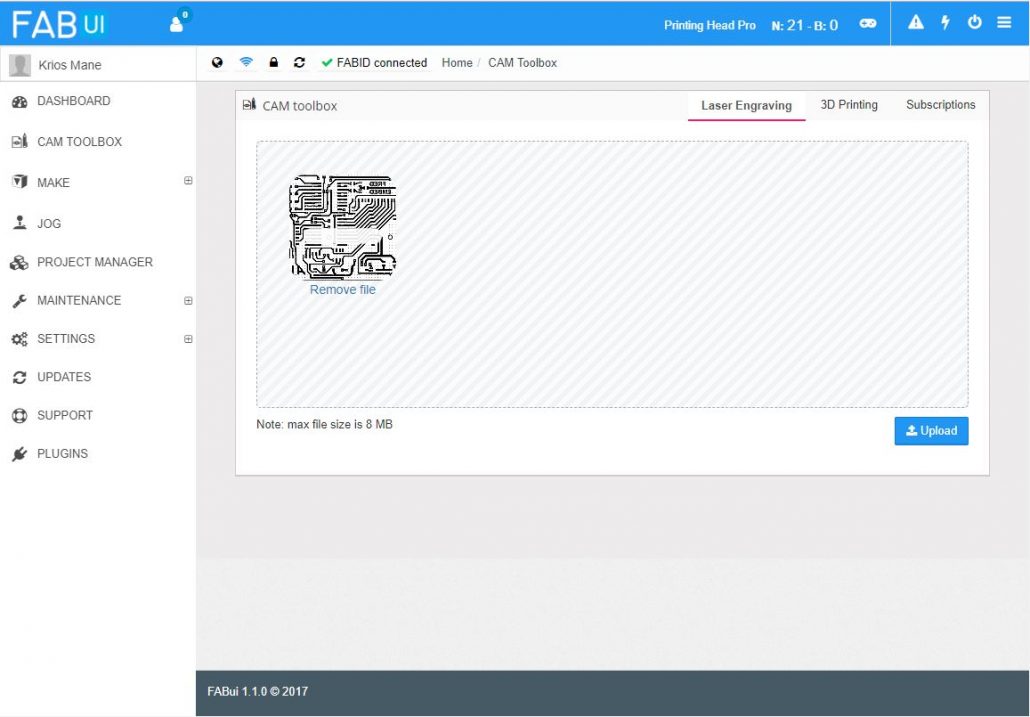 FAB UI
0
Printing Head Pro N: 21 - B: 0
Krios Mane
FABID connected Home / CAM Toolbox
DASHBOARD
CAM TOOLBOX
MAKE
JOG
PROJECT MANAGER
MAINTENANCE
SETTINGS
UPDATES
SUPPORT
PLUGINS
CAM toolbox
Laser Engraving 3D Printing Subscriptions
Remove file
Note: max file size is 8 MB
Upload
FABui 1.1.0 © 2017